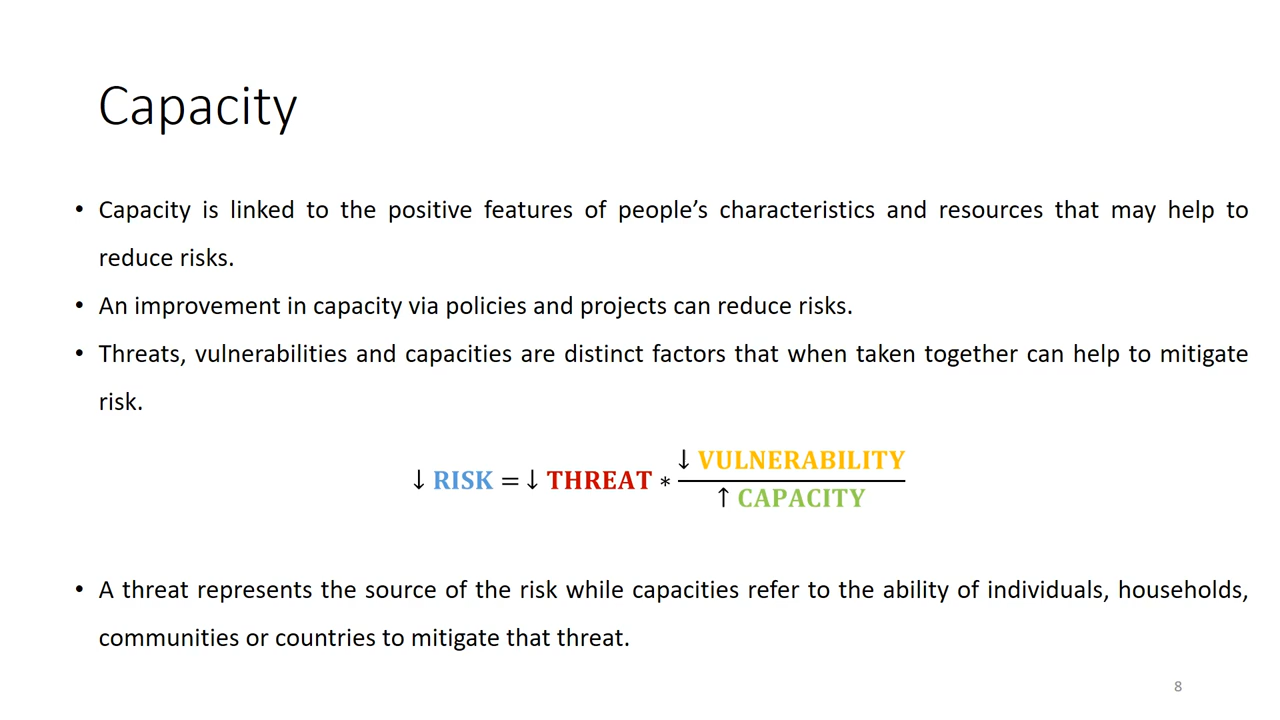 Capacity
• Capacity is linked to the positive features of people’s characteristics and resources that may help to
reduce risks.
• An improvement in capacity via policies and projects can reduce risks.
• Threats, vulnerabilities and capacities are distinct factors that when taken together can help to mitigate
risk.
↓ VULNERABILITY
↓ RISK = ↓ THREAT *
↑ CAPACITY
• A threat represents the source of the risk while capacities refer to the ability of individuals, households,
communities or countries to mitigate that threat.
8